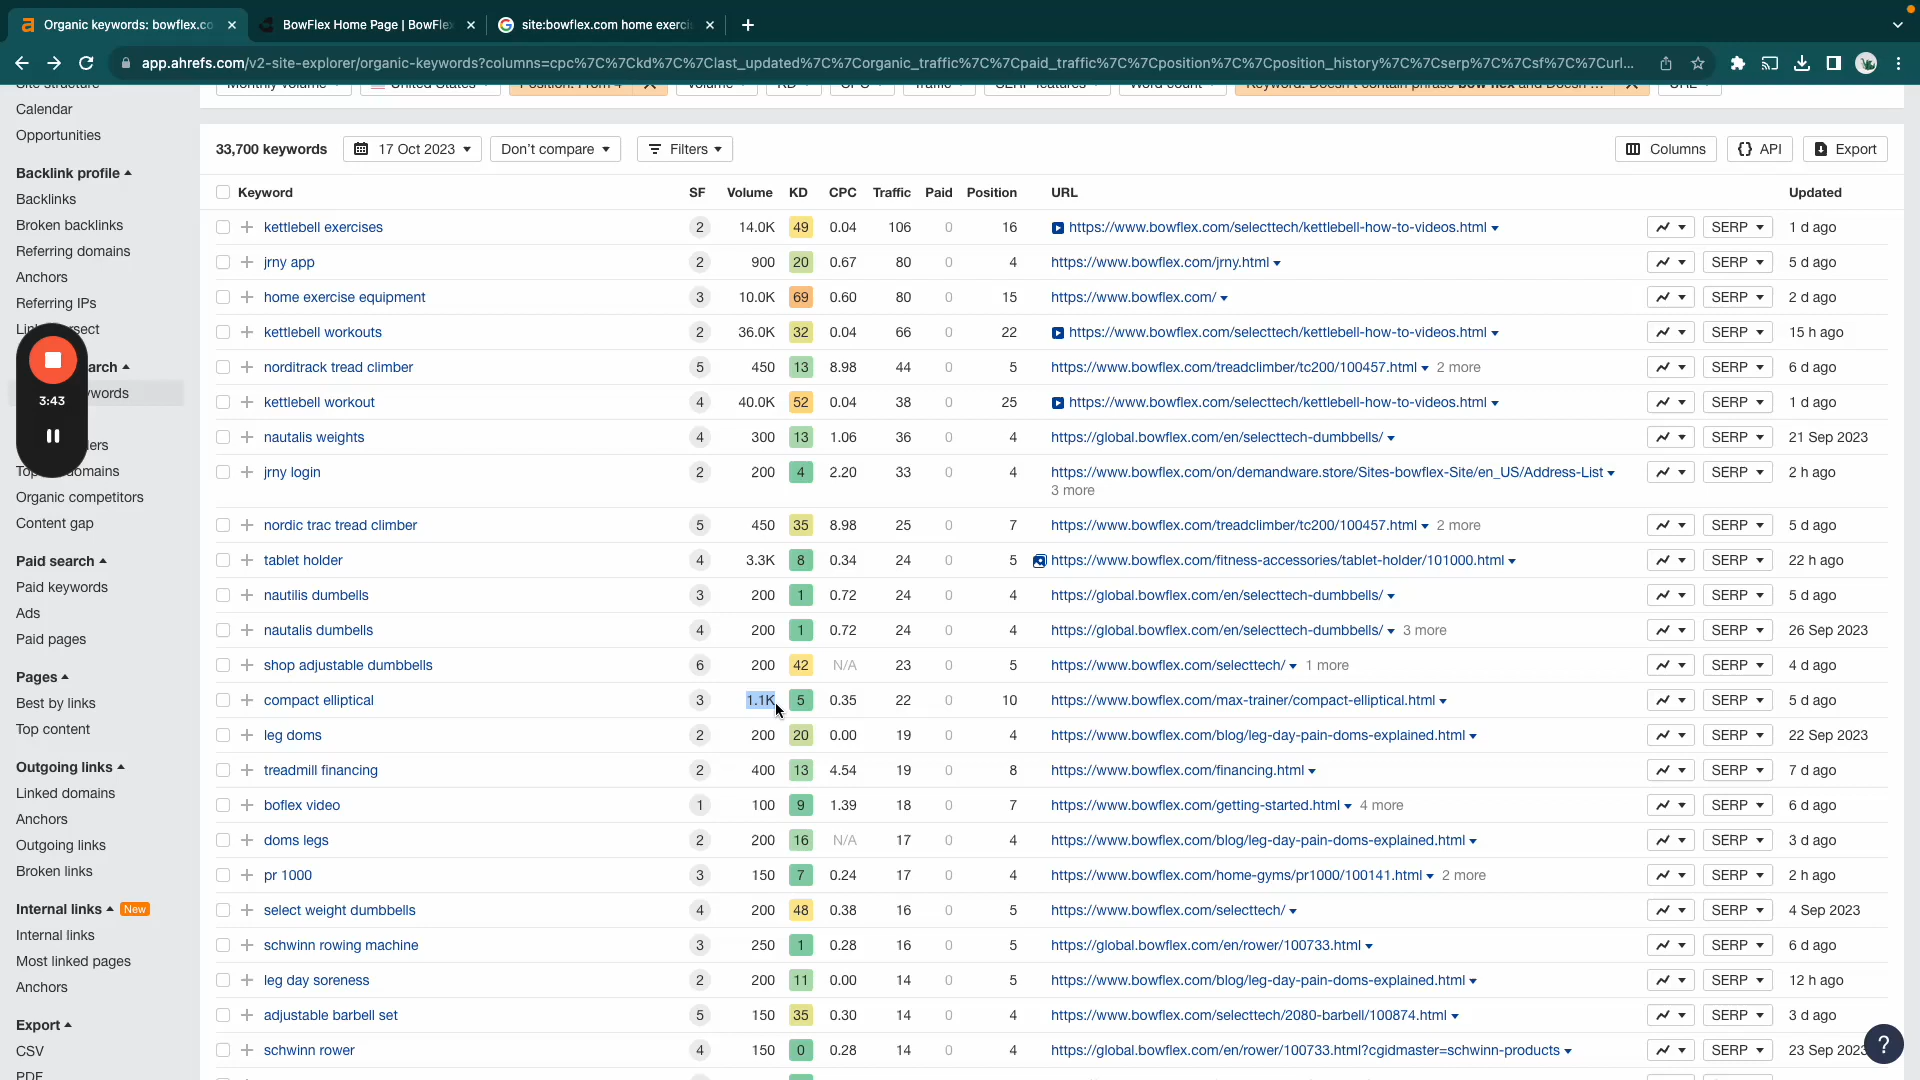 Organic keywords: bowflex.co
BowFlex Home Page | BowFlex
site:bowflex.com home exerci
app.ahrefs.com/v2-site-explorer/organic-keywords?columns=cpc%7C%7Ckd%7C%7Clast_updated%7C%7Corganic_traffic%7C%7Cpaid_traffic%7C%7Cposition%7C%7Cposition_history%7C%7Cserp%7C%7Csf%7C%7Curl...
Site structure
Calendar
Opportunities
Backlink profile
Backlinks
Broken backlinks
Referring domains
Anchors
Referring IPs
Link intersect
arch
ywords
3:43
ders
Top domains
Organic competitors
Content gap
Paid search
Paid keywords
Ads
Paid pages
Pages
Best by links
Top content
Outgoing links
Linked domains
Anchors
Outgoing links
Broken links
Internal links New
Internal links
Most linked pages
Anchors
Export
CSV
PDF
Monthly volume United States Position: From 4 Volume KD CPC Traffic SERP features Word count Keyword: Doesn't contain phrase bow flex and Doesn ... URL
33,700 keywords 17 Oct 2023 Don't compare Filters Columns API Export
Keyword SF Volume KD CPC Traffic Paid Position URL Updated
kettlebell exercises 2 14.0K 49 0.04 106 0 16 https://www.bowflex.com/selecttech/kettlebell-how-to-videos.html SERP 1 d ago
jrny app 2 900 20 0.67 80 0 4 https://www.bowflex.com/jrny.html SERP 5 d ago
home exercise equipment 3 10.0K 69 0.60 80 0 15 https://www.bowflex.com/ SERP 2 d ago
kettlebell workouts 2 36.0K 32 0.04 66 0 22 https://www.bowflex.com/selecttech/kettlebell-how-to-videos.html SERP 15 h ago
norditrack tread climber 5 450 13 8.98 44 0 5 https://www.bowflex.com/treadclimber/tc200/100457.html 2 more SERP 6 d ago
kettlebell workout 4 40.0K 52 0.04 38 0 25 https://www.bowflex.com/selecttech/kettlebell-how-to-videos.html SERP 1 d ago
nautalis weights 4 300 13 1.06 36 0 4 https://global.bowflex.com/en/selecttech-dumbbells/ SERP 21 Sep 2023
jrny login 2 200 4 2.20 33 0 4 https://www.bowflex.com/on/demandware.store/Sites-bowflex-Site/en_US/Address-List SERP 2 h ago
3 more
nordic trac tread climber 5 450 35 8.98 25 0 7 https://www.bowflex.com/treadclimber/tc200/100457.html 2 more SERP 5 d ago
tablet holder 4 3.3K 8 0.34 24 0 5 https://www.bowflex.com/fitness-accessories/tablet-holder/101000.html SERP 22 h ago
nautilis dumbells 3 200 1 0.72 24 0 4 https://global.bowflex.com/en/selecttech-dumbbells/ SERP 5 d ago
nautalis dumbells 4 200 1 0.72 24 0 4 https://global.bowflex.com/en/selecttech-dumbbells/ 3 more SERP 26 Sep 2023
shop adjustable dumbbells 6 200 42 N/A 23 0 5 https://www.bowflex.com/selecttech/ 1 more SERP 4 d ago
compact elliptical 3 1.1K 5 0.35 22 0 10 https://www.bowflex.com/max-trainer/compact-elliptical.html SERP 5 d ago
leg doms 2 200 20 0.00 19 0 4 https://www.bowflex.com/blog/leg-day-pain-doms-explained.html SERP 22 Sep 2023
treadmill financing 2 400 13 4.54 19 0 8 https://www.bowflex.com/financing.html SERP 7 d ago
boflex video 1 100 9 1.39 18 0 7 https://www.bowflex.com/getting-started.html 4 more SERP 6 d ago
doms legs 2 200 16 N/A 17 0 4 https://www.bowflex.com/blog/leg-day-pain-doms-explained.html SERP 3 d ago
pr 1000 3 150 7 0.24 17 0 4 https://www.bowflex.com/home-gyms/pr1000/100141.html 2 more SERP 2 h ago
select weight dumbbells 4 200 48 0.38 16 0 5 https://www.bowflex.com/selecttech/ SERP 4 Sep 2023
schwinn rowing machine 3 250 1 0.28 16 0 5 https://global.bowflex.com/en/rower/100733.html SERP 6 d ago
leg day soreness 2 200 11 0.00 14 0 5 https://www.bowflex.com/blog/leg-day-pain-doms-explained.html SERP 12 h ago
adjustable barbell set 5 150 35 0.30 14 0 4 https://www.bowflex.com/selecttech/2080-barbell/100874.html SERP 3 d ago
schwinn rower 4 150 0 0.28 14 0 4 https://global.bowflex.com/en/rower/100733.html?cgidmaster=schwinn-products SERP 23 Sep 2023
?